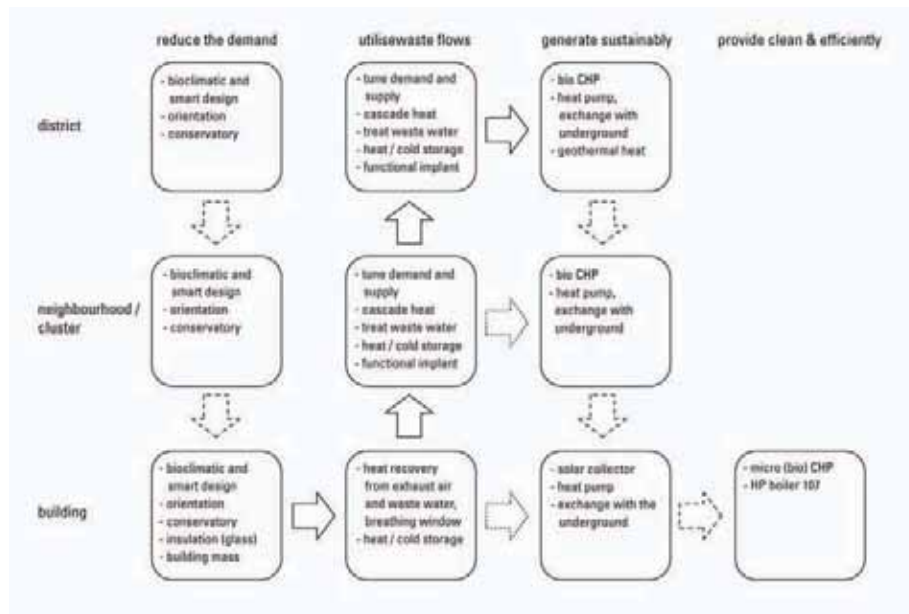 reduce the demand
utilisewaste flows
generate sustainably
provide clean & efficiently
district
- bioclimatic and
smart design
- orientation
- conservatory
- tune demand and
supply
- cascade heat
- treat waste water
- heat / cold storage
- functional implant
- bio CHP
- heat pump,
exchange with
underground
- geothermal heat
neighbourhood /
cluster
- bioclimatic and
smart design
- orientation
- conservatory
- tune demand and
supply
- cascade heat
- treat waste water
- heat / cold storage
- functional implant
- bio CHP
- heat pump,
exchange with
underground
building
- bioclimatic and
smart design
- orientation
- conservatory
- insulation (glass)
- building mass
- heat recovery
from exhaust air
and waste water,
breathing window
- heat / cold storage
- solar collector
- heat pump
- exchange with the
underground
- micro (bio) CHP
- HP boiler 107